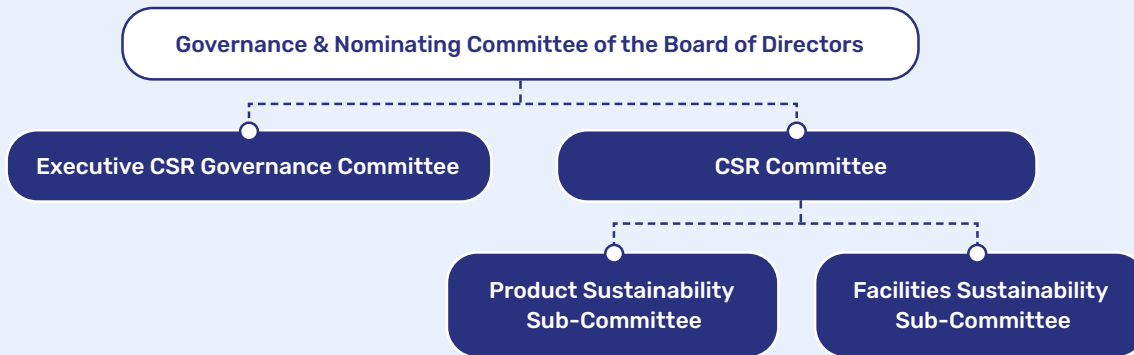 Governance & Nominating Committee of the Board of Directors
Executive CSR Governance Committee
CSR Committee
Product Sustainability
Sub-Committee
Facilities Sustainability
Sub-Committee